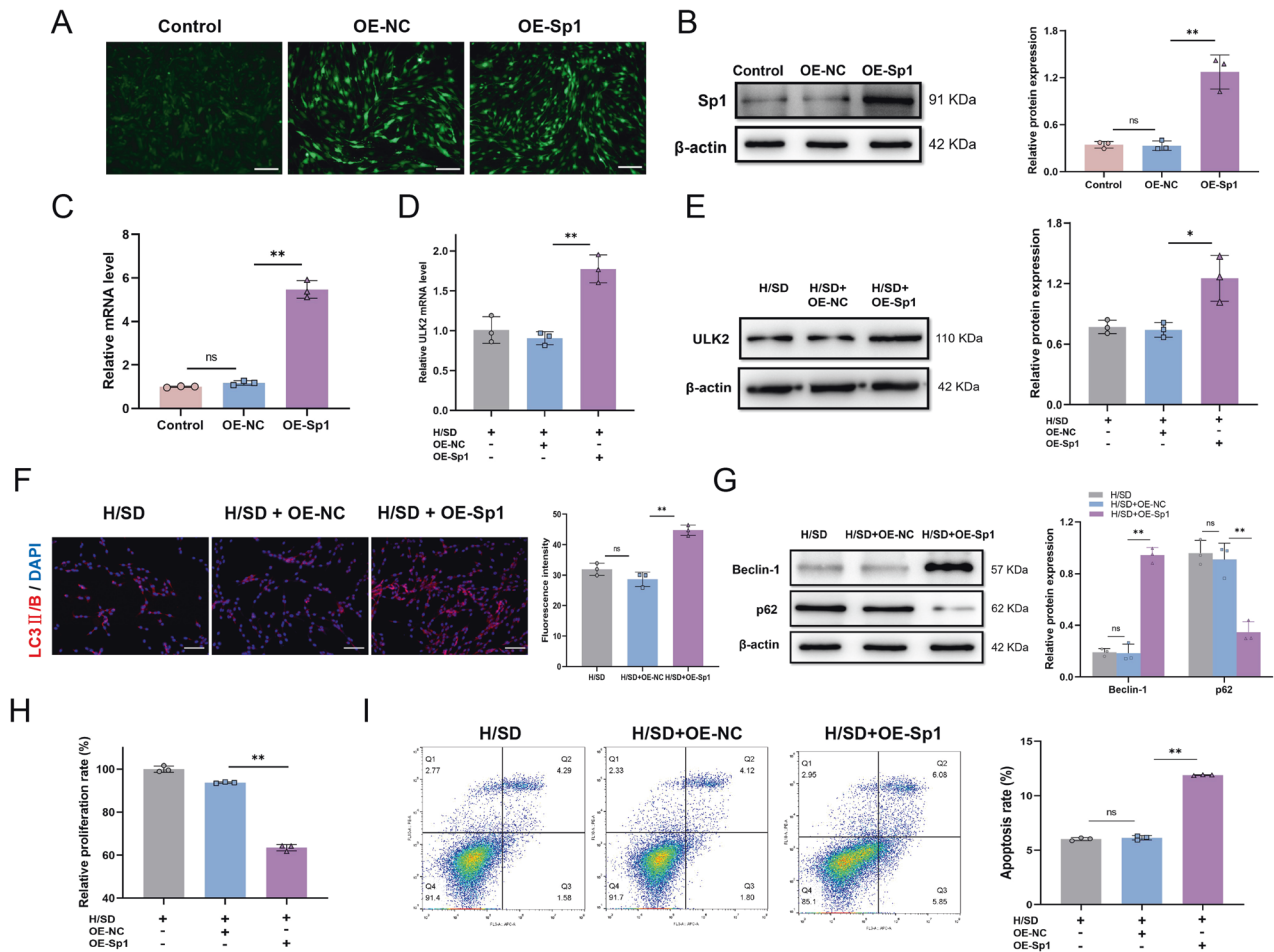 A
Control
OE-NC
OE-Sp1
B
Control
OE-NC
OE-Sp1
Sp1
91 KDa
β-actin
42 KDa
Relative protein expression
1.8
1.2
0.6
0.0
ns
**
Control
OE-NC
OE-Sp1
C
Relative mRNA level
8
6
4
2
0
ns
**
Control
OE-NC
OE-Sp1
D
Relative ULK2 mRNA level
2.0
1.5
1.0
0.5
0.0
**
H/SD + + +
OE-NC - + -
OE-Sp1 - - +
E
H/SD
H/SD+
OE-NC
H/SD+
OE-Sp1
ULK2
110 KDa
β-actin
42 KDa
Relative protein expression
1.8
1.2
0.6
0.0
*
H/SD + + +
OE-NC - + -
OE-Sp1 - - +
F
H/SD
H/SD + OE-NC
H/SD + OE-Sp1
LC3 II/B / DAPI
Fluorescence intensity
50
40
30
20
10
0
ns
**
H/SD
H/SD+OE-NC
H/SD+OE-Sp1
G
H/SD
H/SD+OE-NC
H/SD+OE-Sp1
Beclin-1
57 KDa
p62
62 KDa
β-actin
42 KDa
H/SD
H/SD+OE-NC
H/SD+OE-Sp1
Relative protein expression
1.2
0.8
0.4
0.0
ns
**
ns
**
Beclin-1
p62
H
Relative proliferation rate (%)
100
80
60
40
**
H/SD + + +
OE-NC - + -
OE-Sp1 - - +
I
H/SD
Q1
2.77
Q2
4.29
Q4
91.4
Q3
1.58
H/SD+OE-NC
Q1
2.33
Q2
4.12
Q4
91.7
Q3
1.80
H/SD+OE-Sp1
Q1
2.95
Q2
6.08
Q4
85.1
Q3
5.85
Apoptosis rate (%)
15
10
5
0
ns
**
H/SD + + +
OE-NC - + -
OE-Sp1 - - +